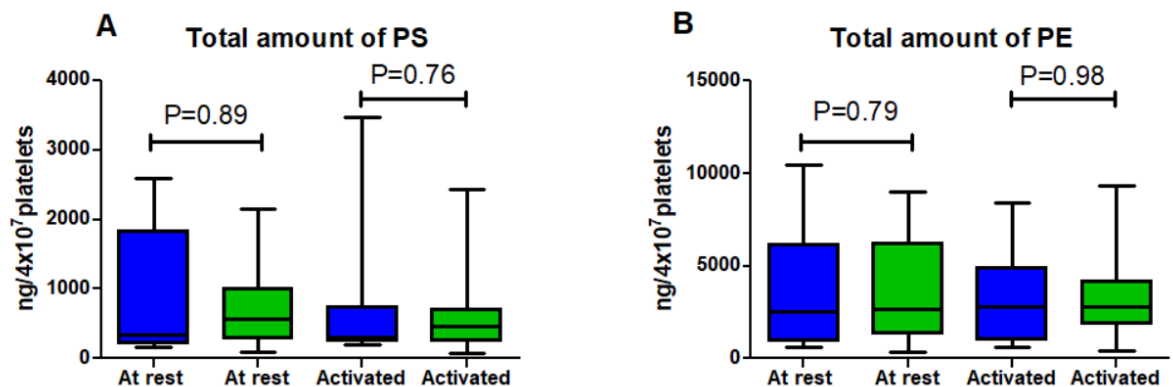 A
Total amount of PS
ng/4x10⁷platelets
4000
3000
2000
1000
0
P=0.89
P=0.76
At rest At rest Activated Activated
B
Total amount of PE
ng/4x10⁷platelets
15000
10000
5000
0
P=0.79
P=0.98
At rest At rest Activated Activated